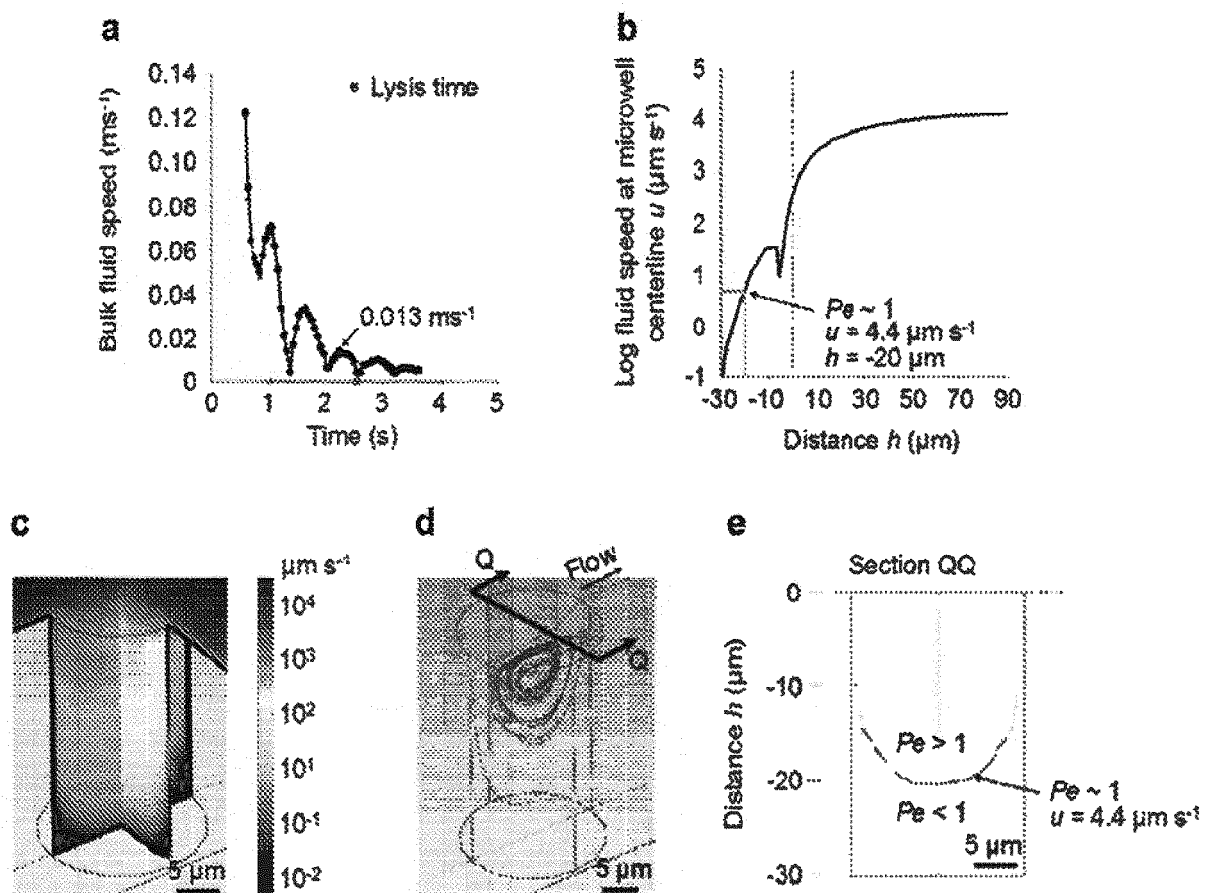 a
Bulk fluid speed (ms⁻¹)
0.14
0.12
0.10
0.08
0.06
0.04
0.02
0
Lysis time
0.013 ms⁻¹
0 1 2 3 4 5
Time (s)
b
Log fluid speed at microwell
centerline u (µm s⁻¹)
5
4
3
2
1
0
-1
Pe ~ 1
u = 4.4 µm s⁻¹
h = -20 µm
-30 -10 10 30 50 70 90
Distance h (µm)
c
µm s⁻¹
10⁴
10³
10²
10¹
10⁻¹
10⁻²
5 µm
d
Q
Flow
Q
5 µm
e
Section QQ
Distance h (µm)
0
-10
-20
-30
Pe > 1
Pe < 1
Pe ~ 1
u = 4.4 µm s⁻¹
5 µm